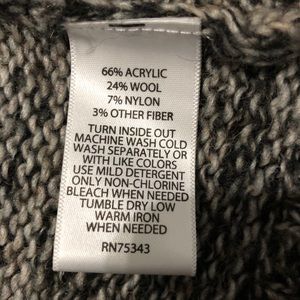 66% ACRYLIC
24% WOOL
7% NYLON
3% OTHER FIBER
TURN INSIDE OUT
MACHINE WASH COLD
WASH SEPARATELY OR
WITH LIKE COLORS
USE MILD DETERGENT
ONLY NON-CHLORINE
BLEACH WHEN NEEDED
TUMBLE DRY LOW
WARM IRON
WHEN NEEDED
RN75343